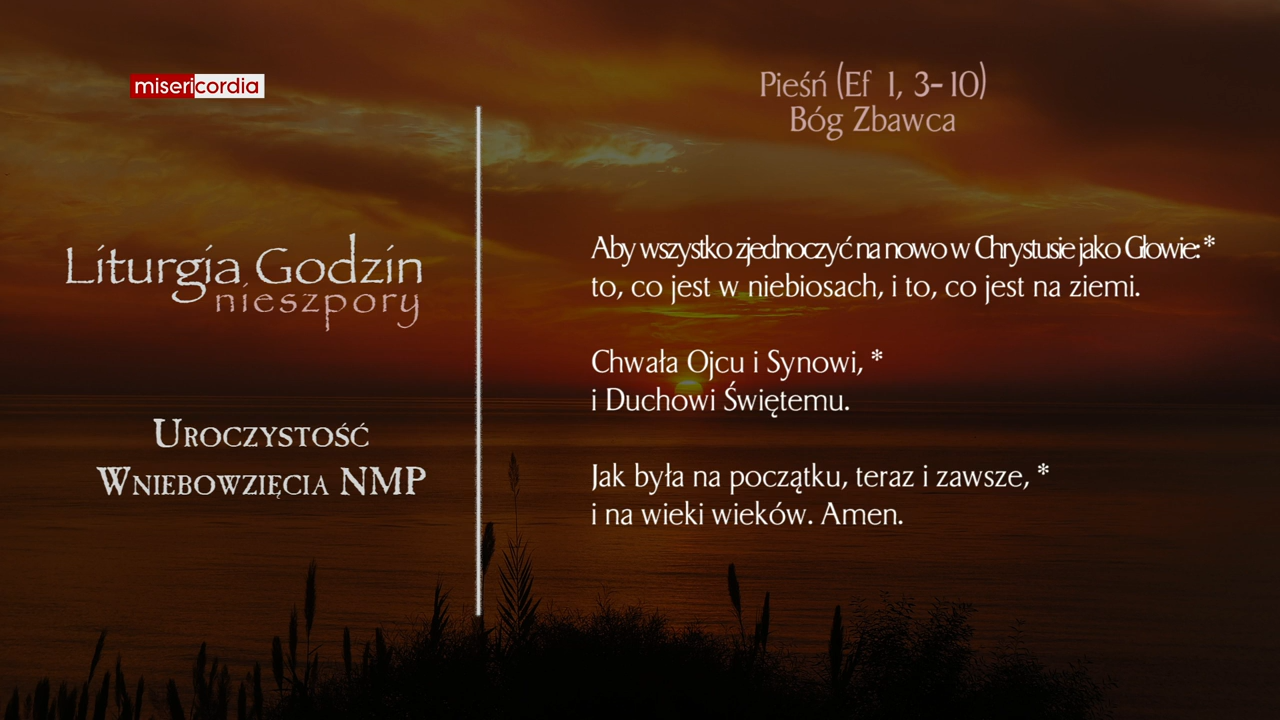 misericordia
Liturgia Godzin
nieszpory
Uroczystość
Wniebowzięcia NMP
Pieśń (Ef 1, 3-10)
Bóg Zbawca
Aby wszystko zjednoczyć na nowo w Chrystusie jako Głowie: *
to, co jest w niebiosach, i to, co jest na ziemi.
Chwała Ojcu i Synowi, *
i Duchowi Świętemu.
Jak była na początku, teraz i zawsze, *
i na wieki wieków. Amen.